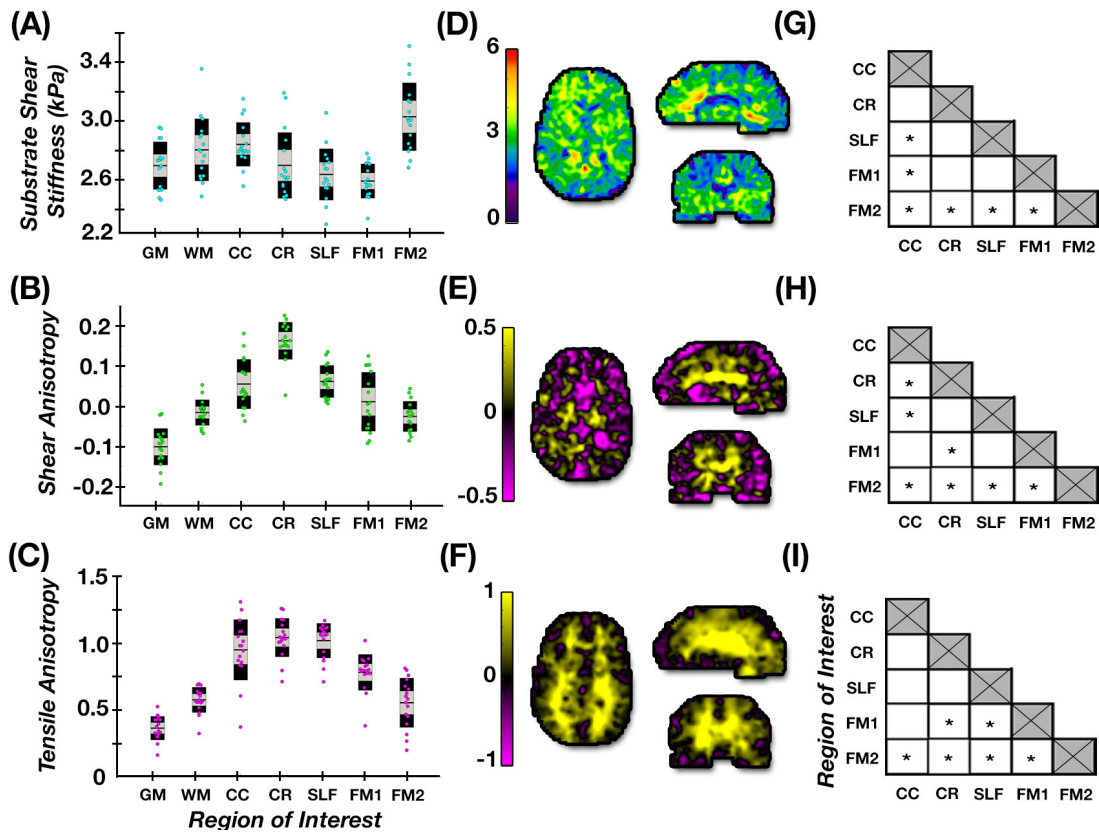 (A)
Substrate Shear
Stiffness (kPa)
3.4
3.0
2.6
2.2
GM WM CC CR SLF FM1 FM2
(D)
6
3
0
(G)
CC
CR
SLF *
FM1 *
FM2 * * * *
CC CR SLF FM1 FM2
(B)
Shear Anisotropy
0.2
0.1
0.0
-0.1
-0.2
GM WM CC CR SLF FM1 FM2
(E)
0.5
0
-0.5
(H)
CC
CR *
SLF *
FM1 *
FM2 * * * *
CC CR SLF FM1 FM2
(C)
Tensile Anisotropy
1.5
1.0
0.5
0
GM WM CC CR SLF FM1 FM2
Region of Interest
(F)
1
0
-1
(I)
Region of Interest
CC
CR
SLF
FM1 * *
FM2 * * * *
CC CR SLF FM1 FM2